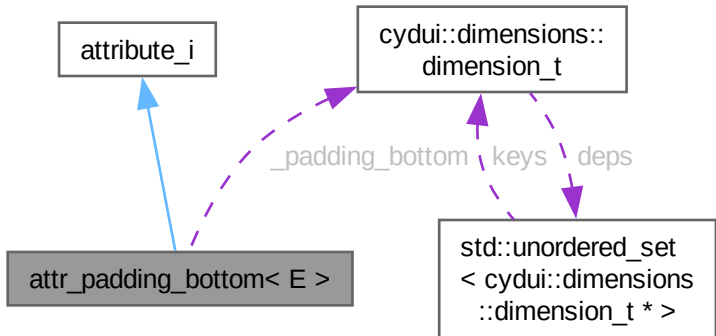 attribute_i
cydui::dimensions::
dimension_t
_padding_bottom
keys
deps
attr_padding_bottom< E >
std::unordered_set
< cydui::dimensions
::dimension_t * >